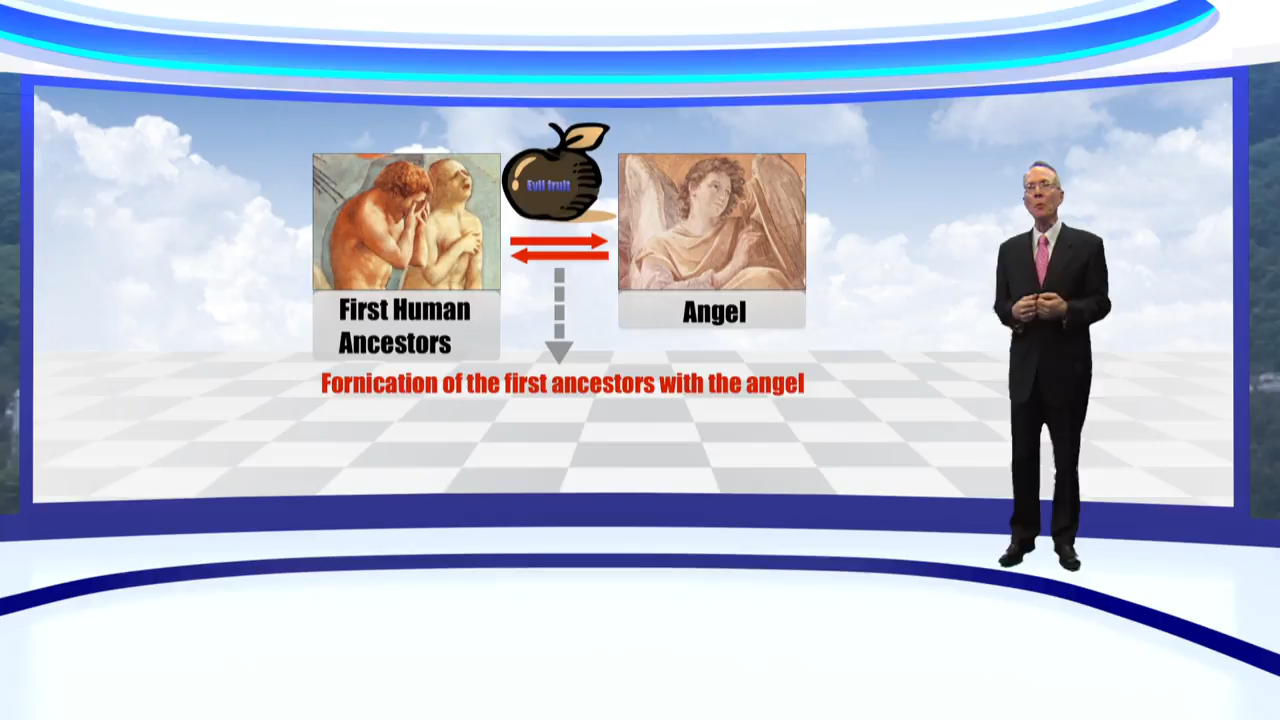 Evil fruit
First Human
Ancestors
Angel
Fornication of the first ancestors with the angel